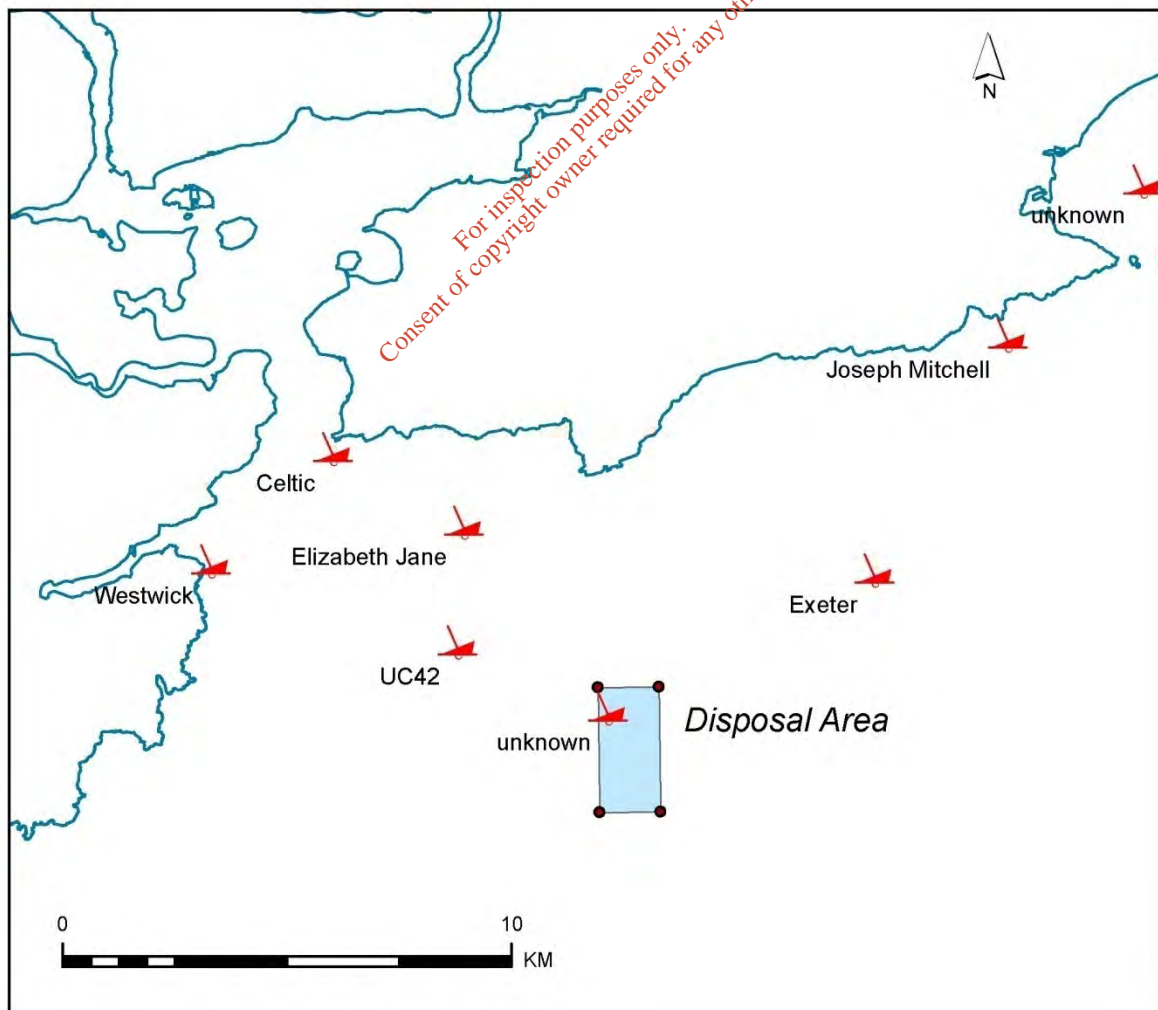 For inspection purposes only.
Consent of copyright owner required for any
N
unknown
Joseph Mitchell
Celtic
Elizabeth Jane
Westwick
Exeter
UC42
Disposal Area
unknown
0
10
KM